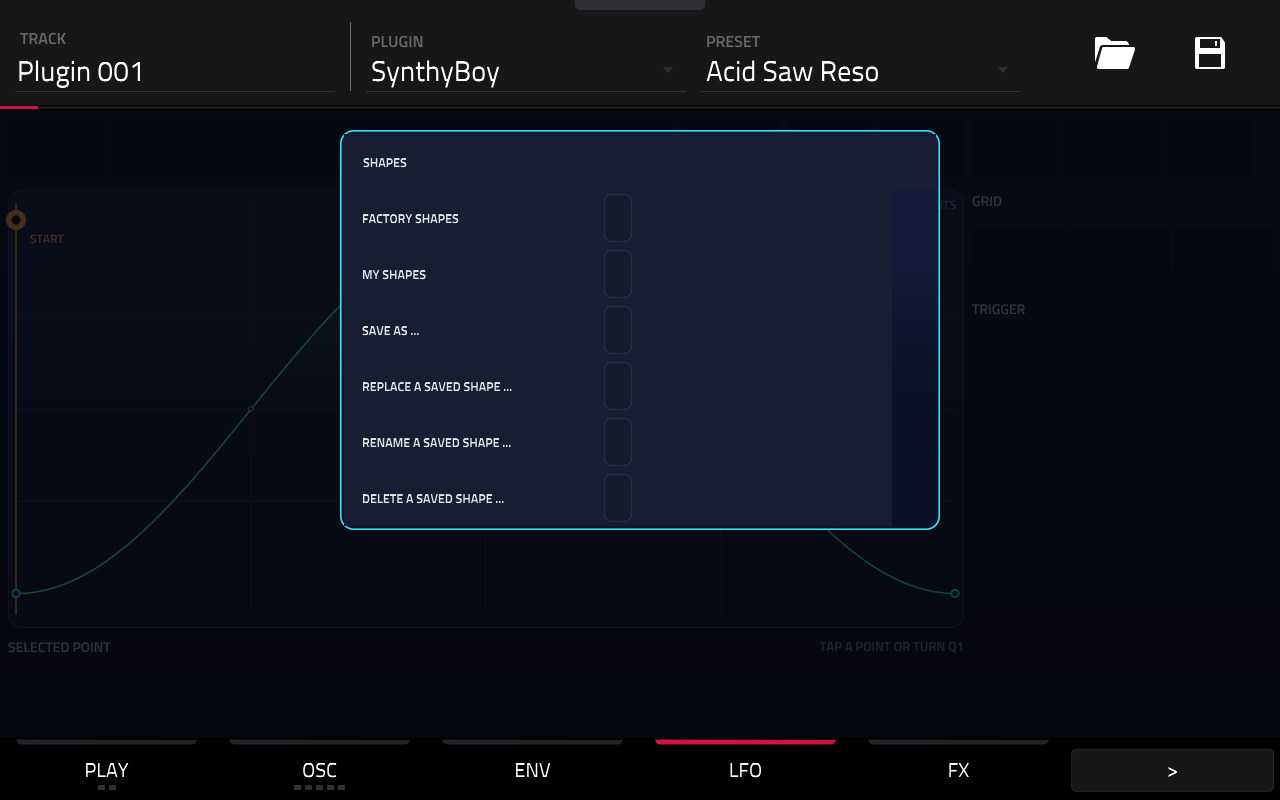 TRACK
Plugin 001
PLUGIN
SynthyBoy
PRESET
Acid Saw Reso
SHAPES
FACTORY SHAPES
MY SHAPES
SAVE AS ...
REPLACE A SAVED SHAPE ...
RENAME A SAVED SHAPE ...
DELETE A SAVED SHAPE ...
START
GRID
TRIGGER
SELECTED POINT
TAP A POINT OR TURN Q1
PLAY
OSC
ENV
LFO
FX
>